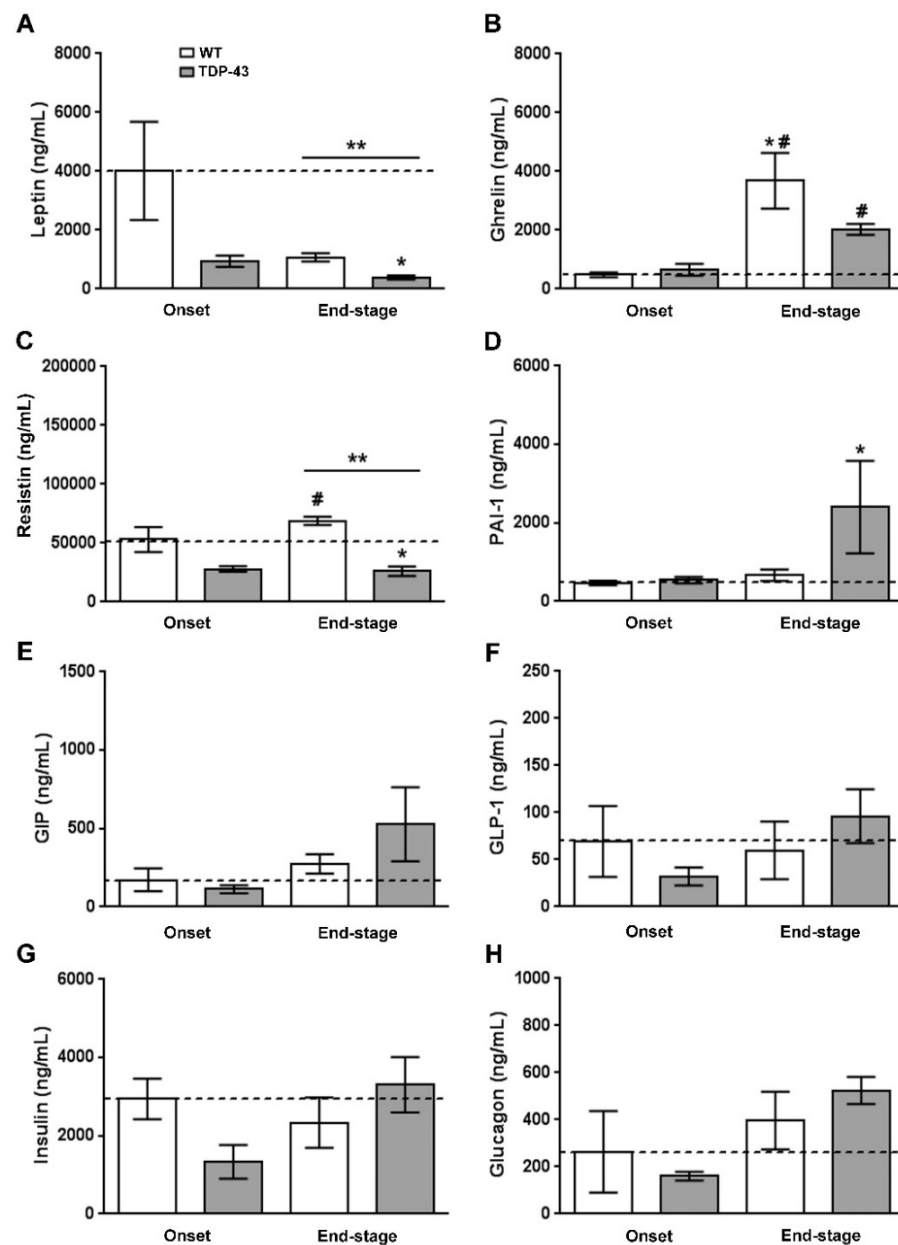 A
B
8000
6000
4000
2000
0
Leptin (ng/mL)
WT
TDP-43
**
*
Onset
End-stage
8000
6000
4000
2000
0
Ghrelin (ng/mL)
*#
#
Onset
End-stage
C
D
200000
150000
100000
50000
0
Resistin (ng/mL)
**
#
*
Onset
End-stage
6000
4000
2000
0
PAI-1 (ng/mL)
*
Onset
End-stage
E
F
1500
1000
500
0
GIP (ng/mL)
Onset
End-stage
250
200
150
100
50
0
GLP-1 (ng/mL)
Onset
End-stage
G
H
6000
4000
2000
0
Insulin (ng/mL)
Onset
End-stage
1000
800
600
400
200
0
Glucagon (ng/mL)
Onset
End-stage